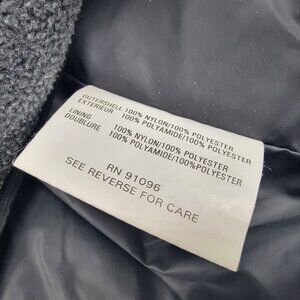 OUTERSHELL 100% NYLON/100% POLYESTER
EXTERIEUR 100% POLYAMIDE/100% POLYESTER
LINING 100% NYLON/100% POLYESTER
DOUBLURE 100% POLYAMIDE/100%POLYESTER
RN 91096
SEE REVERSE FOR CARE